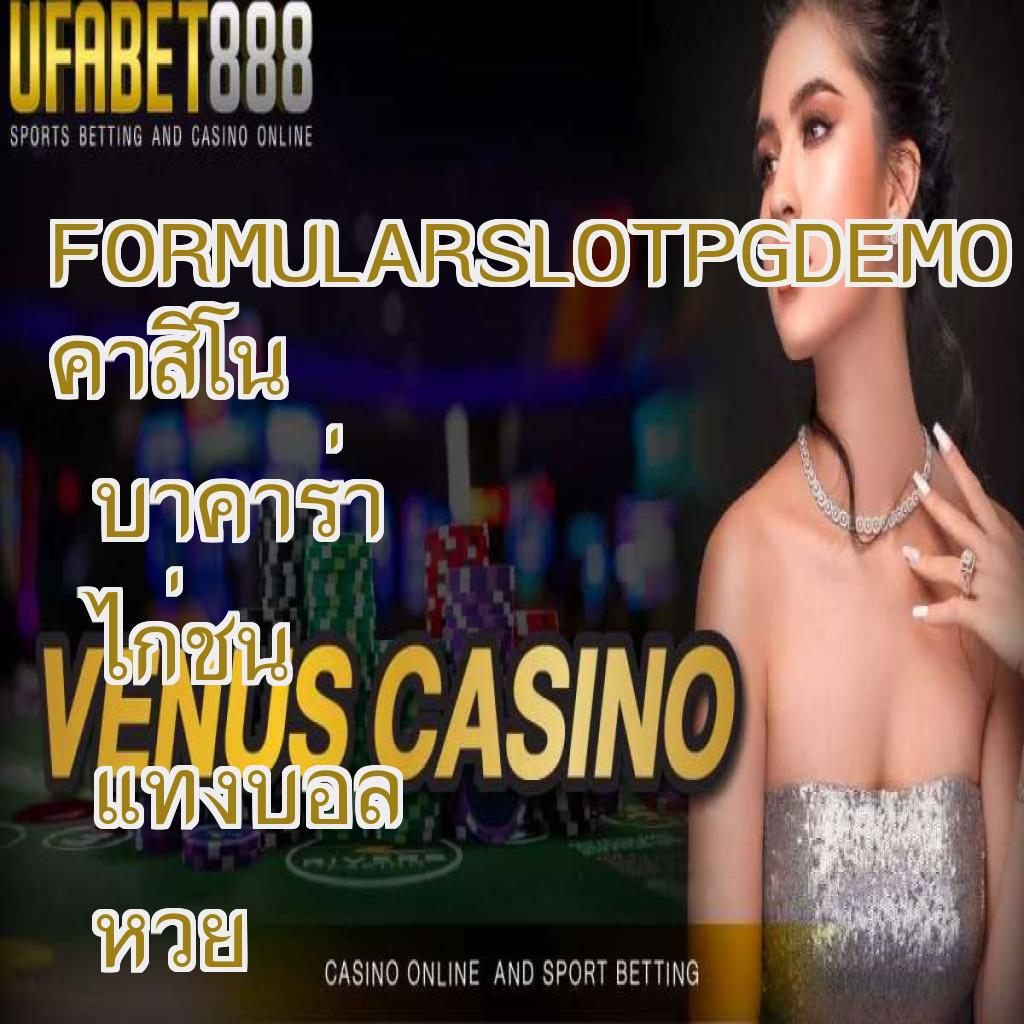 UFABET888
SPORTS BETTING AND CASINO ONLINE
FORMULARSLOTPGDEMO
คาสิโน
บาคาร่า
ไก่ชน
VENUS CASINO
แทงบอล
หวย
CASINO ONLINE AND SPORT BETTING